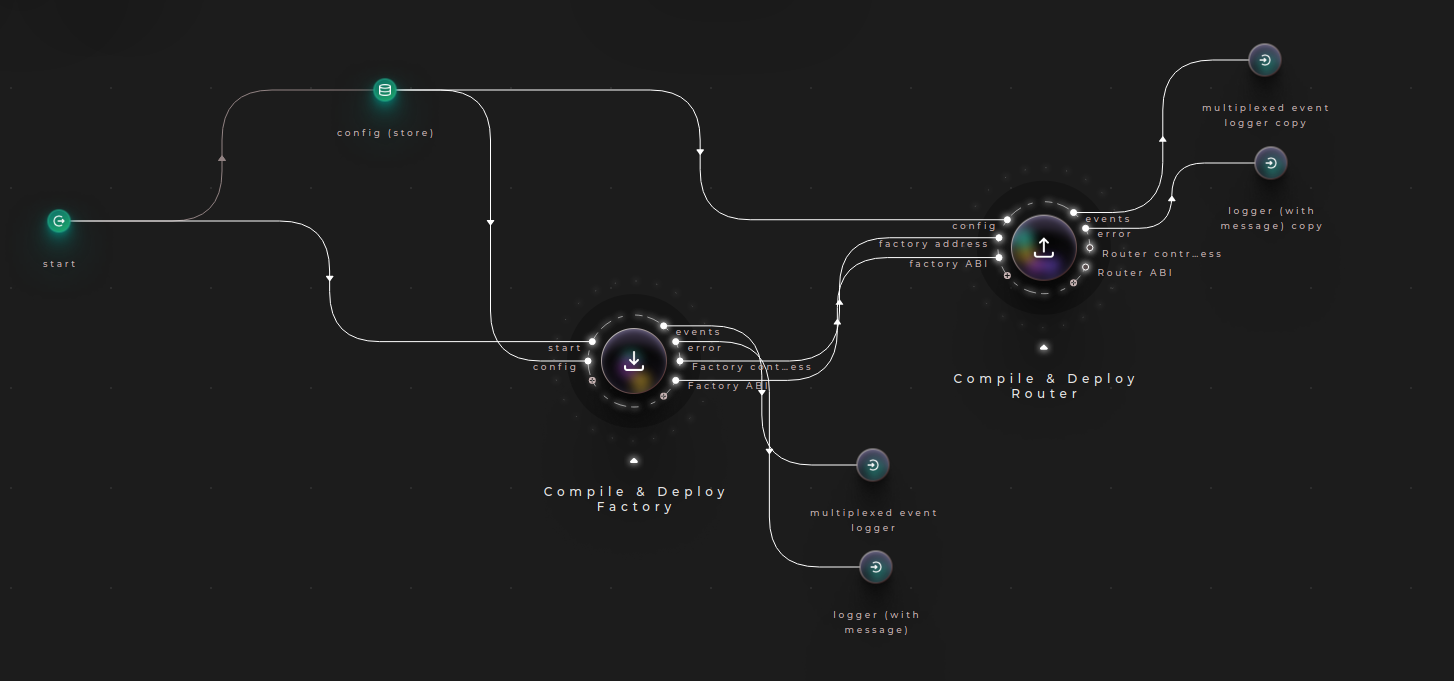 multiplexed event
logger copy
config (store)
logger (with
message) copy
start
config
factory address
factory ABI
events
error
Router contr...ess
Router ABI
start
config
events
error
Factory cont...ess
Factory ABI
Compile & Deploy
Router
Compile & Deploy
Factory
multiplexed event
logger
logger (with
message)